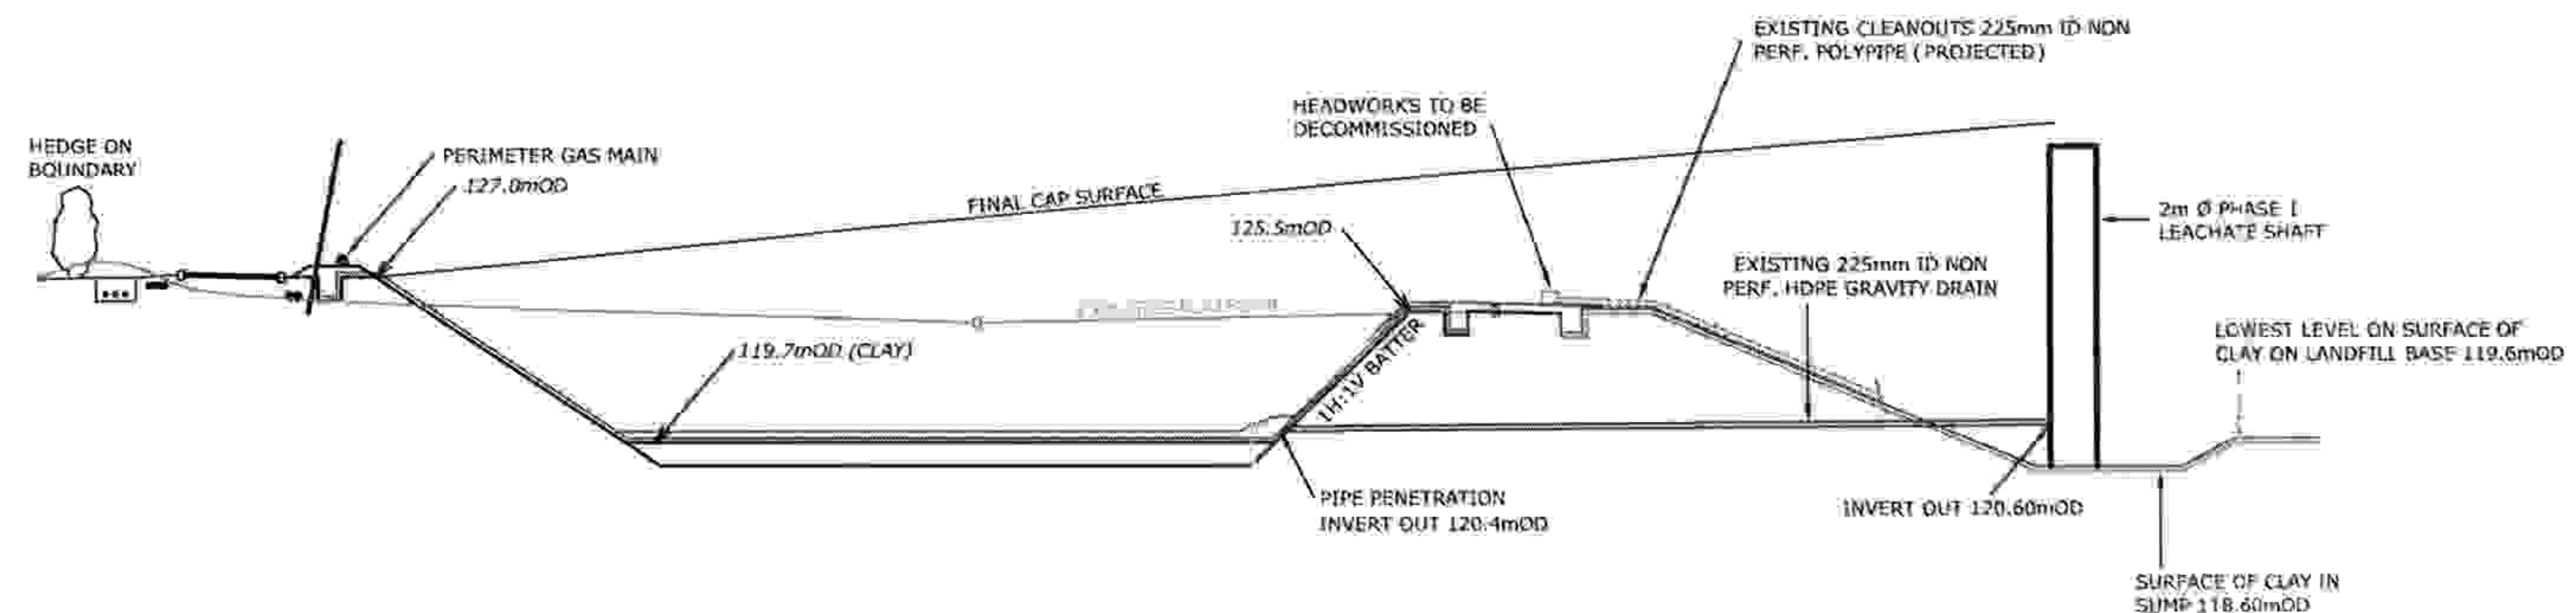 EXISTING CLEANOUTS 225mm ID NON
PERF. POLYPIPE (PROJECTED)
HEADWORKS TO BE
DECOMMISSIONED
HEDGE ON
BOUNDARY
PERIMETER GAS MAIN
127.0mOD
FINAL CAP SURFACE
125.5mOD
2m Ø PHASE I
LEACHATE SHAFT
EXISTING 225mm ID NON
PERF. HDPE GRAVITY DRAIN
LOWEST LEVEL ON SURFACE OF
CLAY ON LANDFILL BASE 119.6mOD
119.7mOD (CLAY)
1H:1V BATTER
PIPE PENETRATION
INVERT OUT 120.4mOD
INVERT OUT 120.60mOD
SURFACE OF CLAY IN
SUMP 118.60mOD